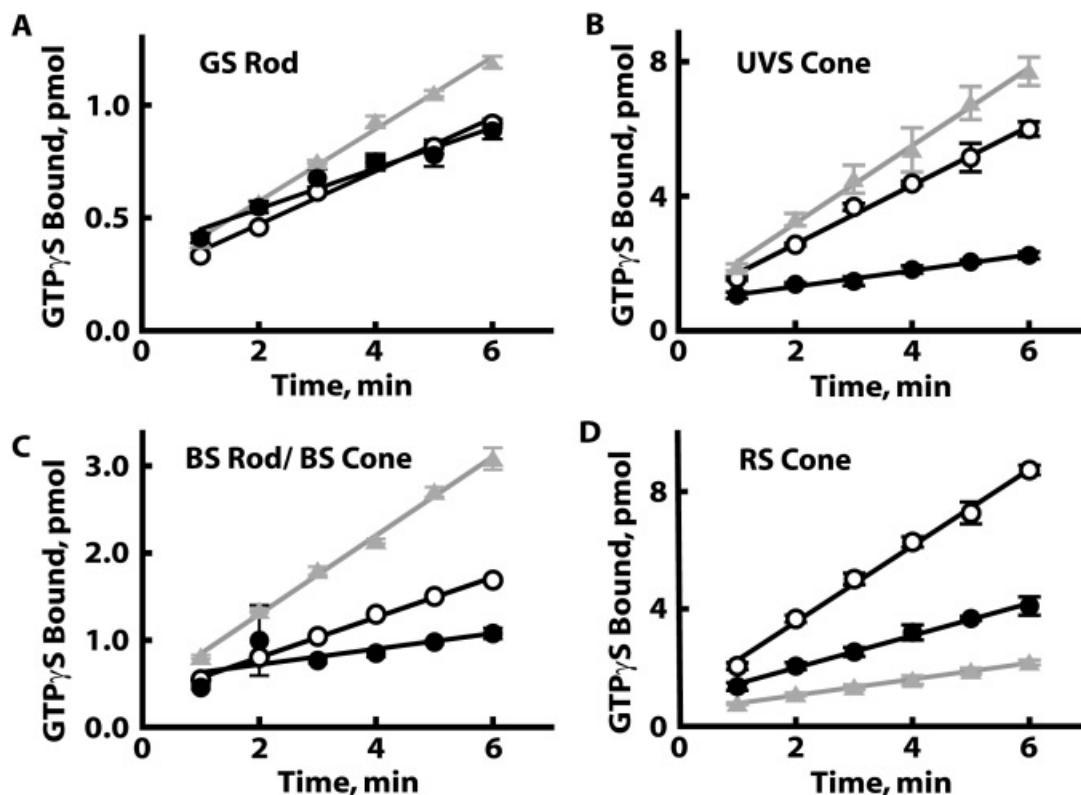 A
GS Rod
GTPγS Bound, pmol
1.0
0.5
0.0
0 2 4 6
Time, min
B
UVS Cone
GTPγS Bound, pmol
8
4
0
0 2 4 6
Time, min
C
BS Rod/ BS Cone
GTPγS Bound, pmol
3.0
2.0
1.0
0.0
0 2 4 6
Time, min
D
RS Cone
GTPγS Bound, pmol
8
4
0
0 2 4 6
Time, min